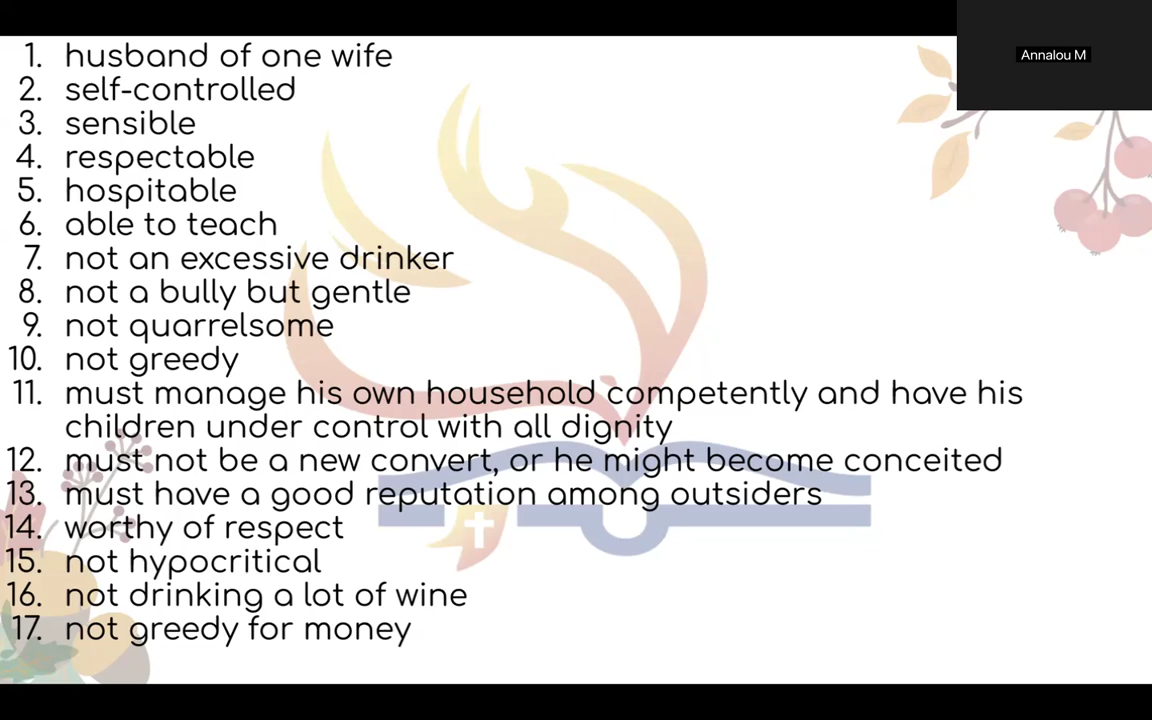 Annalou M
1. husband of one wife
2. self-controlled
3. sensible
4. respectable
5. hospitable
6. able to teach
7. not an excessive drinker
8. not a bully but gentle
9. not quarrelsome
10. not greedy
11. must manage his own household competently and have his
children under control with all dignity
12. must not be a new convert, or he might become conceited
13. must have a good reputation among outsiders
14. worthy of respect
15. not hypocritical
16. not drinking a lot of wine
17. not greedy for money